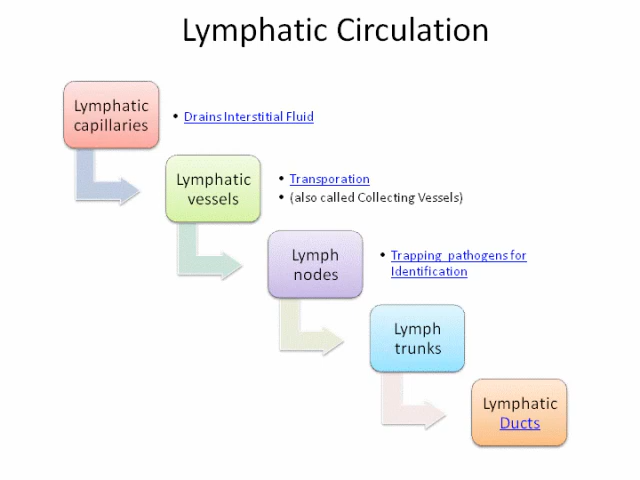 Lymphatic Circulation
Lymphatic
capillaries
• Drains Interstitial Fluid
Lymphatic
vessels
• Transporation
• (also called Collecting Vessels)
Lymph
nodes
• Trapping pathogens for
Identification
Lymph
trunks
Lymphatic
Ducts